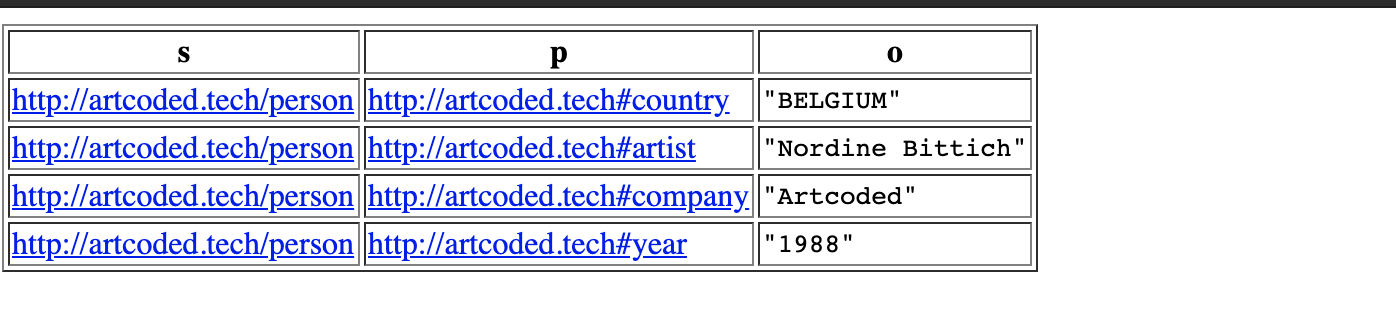 s p o
http://artcoded.tech/person http://artcoded.tech#country "BELGIUM"
http://artcoded.tech/person http://artcoded.tech#artist "Nordine Bittich"
http://artcoded.tech/person http://artcoded.tech#company "Artcoded"
http://artcoded.tech/person http://artcoded.tech#year "1988"